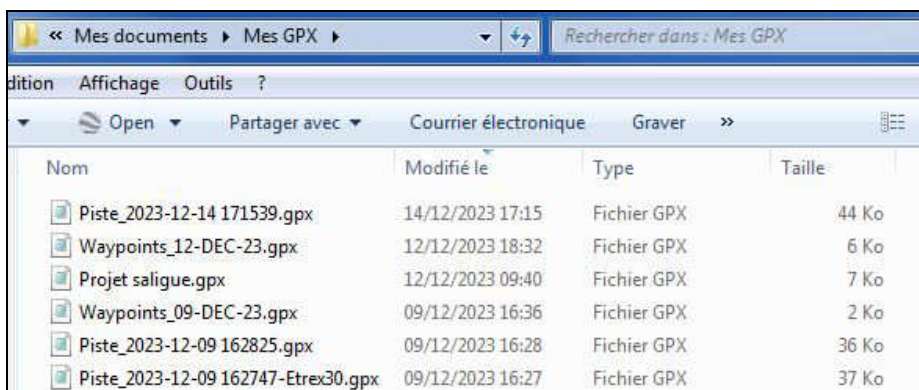 « Mes documents ▸ Mes GPX ▸ Rechercher dans : Mes GPX
dition Affichage Outils ?
Open Partager avec Courrier électronique Graver »
Nom Modifié le Type Taille
Piste_2023-12-14 171539.gpx 14/12/2023 17:15 Fichier GPX 44 Ko
Waypoints_12-DEC-23.gpx 12/12/2023 18:32 Fichier GPX 6 Ko
Projet saligue.gpx 12/12/2023 09:40 Fichier GPX 7 Ko
Waypoints_09-DEC-23.gpx 09/12/2023 16:36 Fichier GPX 2 Ko
Piste_2023-12-09 162825.gpx 09/12/2023 16:28 Fichier GPX 36 Ko
Piste_2023-12-09 162747-Etrex30.gpx 09/12/2023 16:27 Fichier GPX 37 Ko